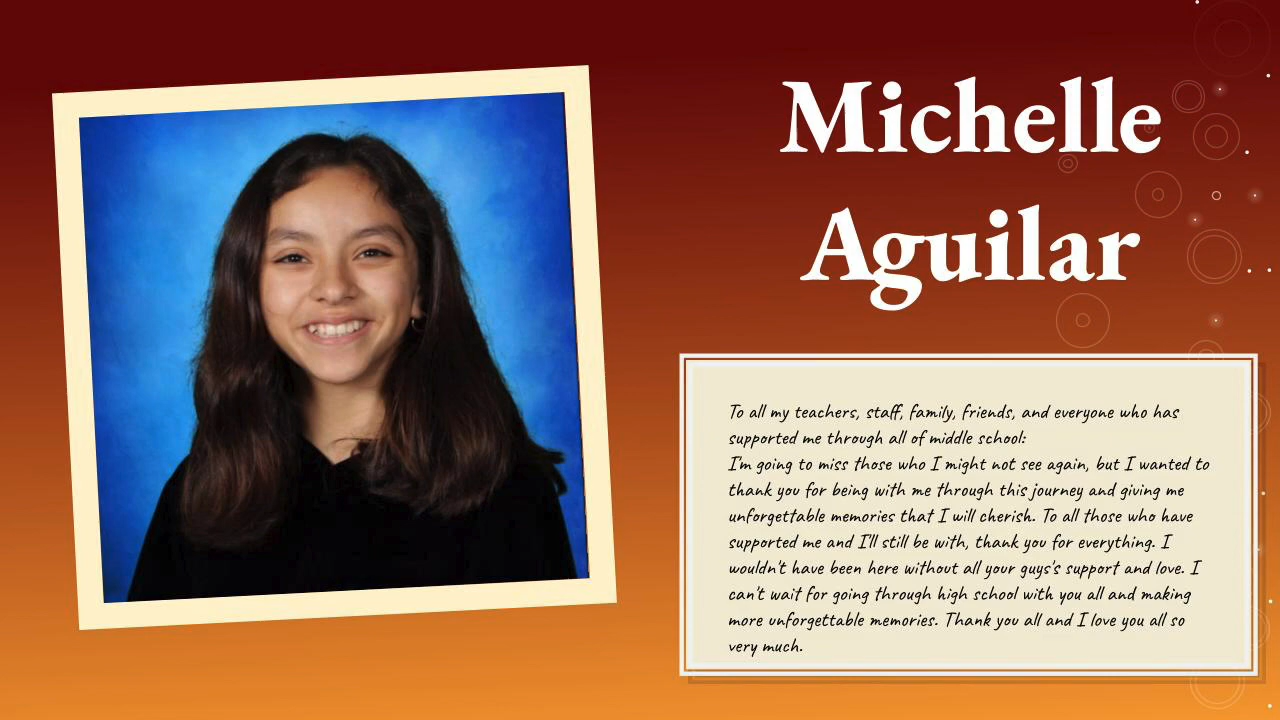 Michelle
Aguilar
To all my teachers, staff, family, friends, and everyone who has
supported me through all of middle school:
I'm going to miss those who I might not see again, but I wanted to
thank you for being with me through this journey and giving me
unforgettable memories that I will cherish. To all those who have
supported me and I'll still be with, thank you for everything. I
wouldn't have been here without all your guys's support and love. I
can't wait for going through high school with you all and making
more unforgettable memories. Thank you all and I love you all so
very much.